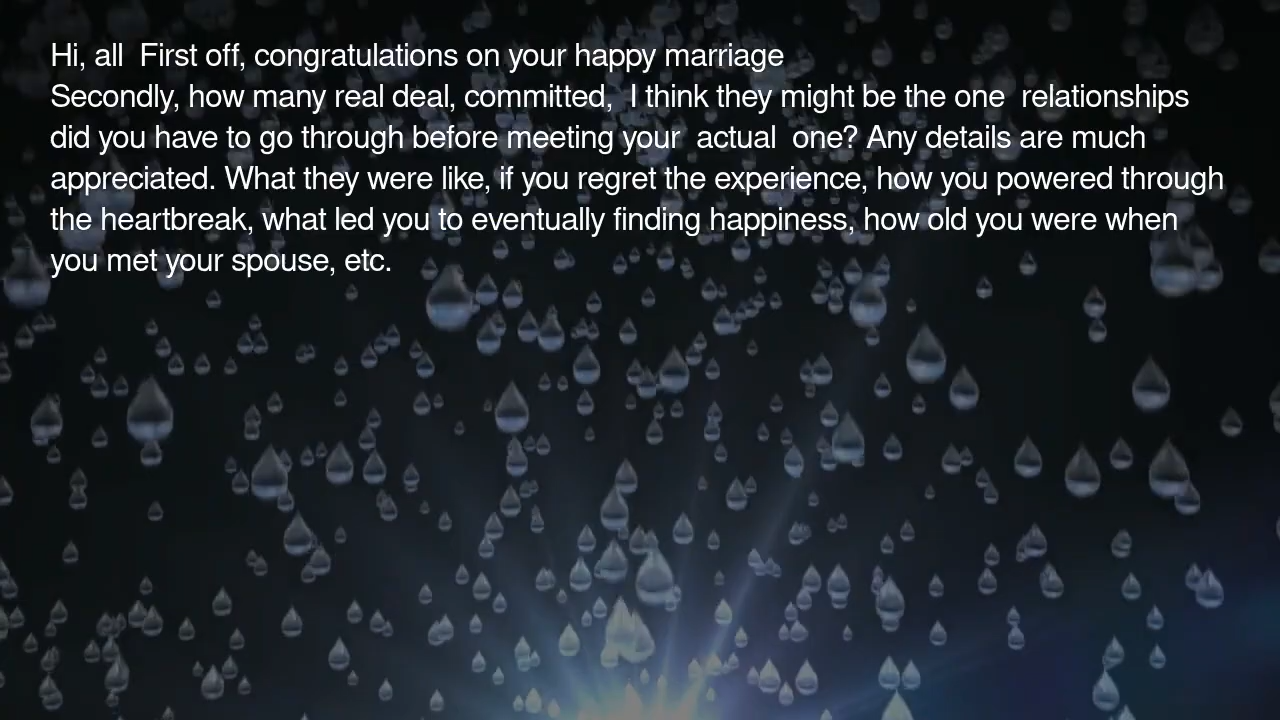 Hi, all  First off, congratulations on your happy marriage
Secondly, how many real deal, committed,  I think they might be the one  relationships
did you have to go through before meeting your  actual  one? Any details are much
appreciated. What they were like, if you regret the experience, how you powered through
the heartbreak, what led you to eventually finding happiness, how old you were when
you met your spouse, etc.